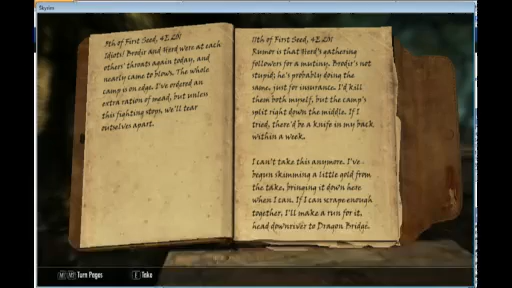 Skyrim
9th of First Seed, 4E 201
Idiots! Brodir and Hord were at each
others' throats again today, and
nearly came to blows. The whole
camp is on edge. I've ordered an
extra ration of mead, but unless
this fighting stops, we'll tear
ourselves apart.
11th of First Seed, 4E 201
Rumor is that Hord's gathering
followers for a mutiny. Brodir's not
stupid; he's probably doing the
same, just for insurance. I'd kill
them both myself, but the camp's
split right down the middle. If I
tried, there'd be a knife in my back
within a week.
I can't take this anymore. I've
begun skimming a little gold from
the take, bringing it down here
when I can. If I can scrape enough
together, I'll make a run for it,
head downriver to Dragon Bridge.
Turn Pages
Take